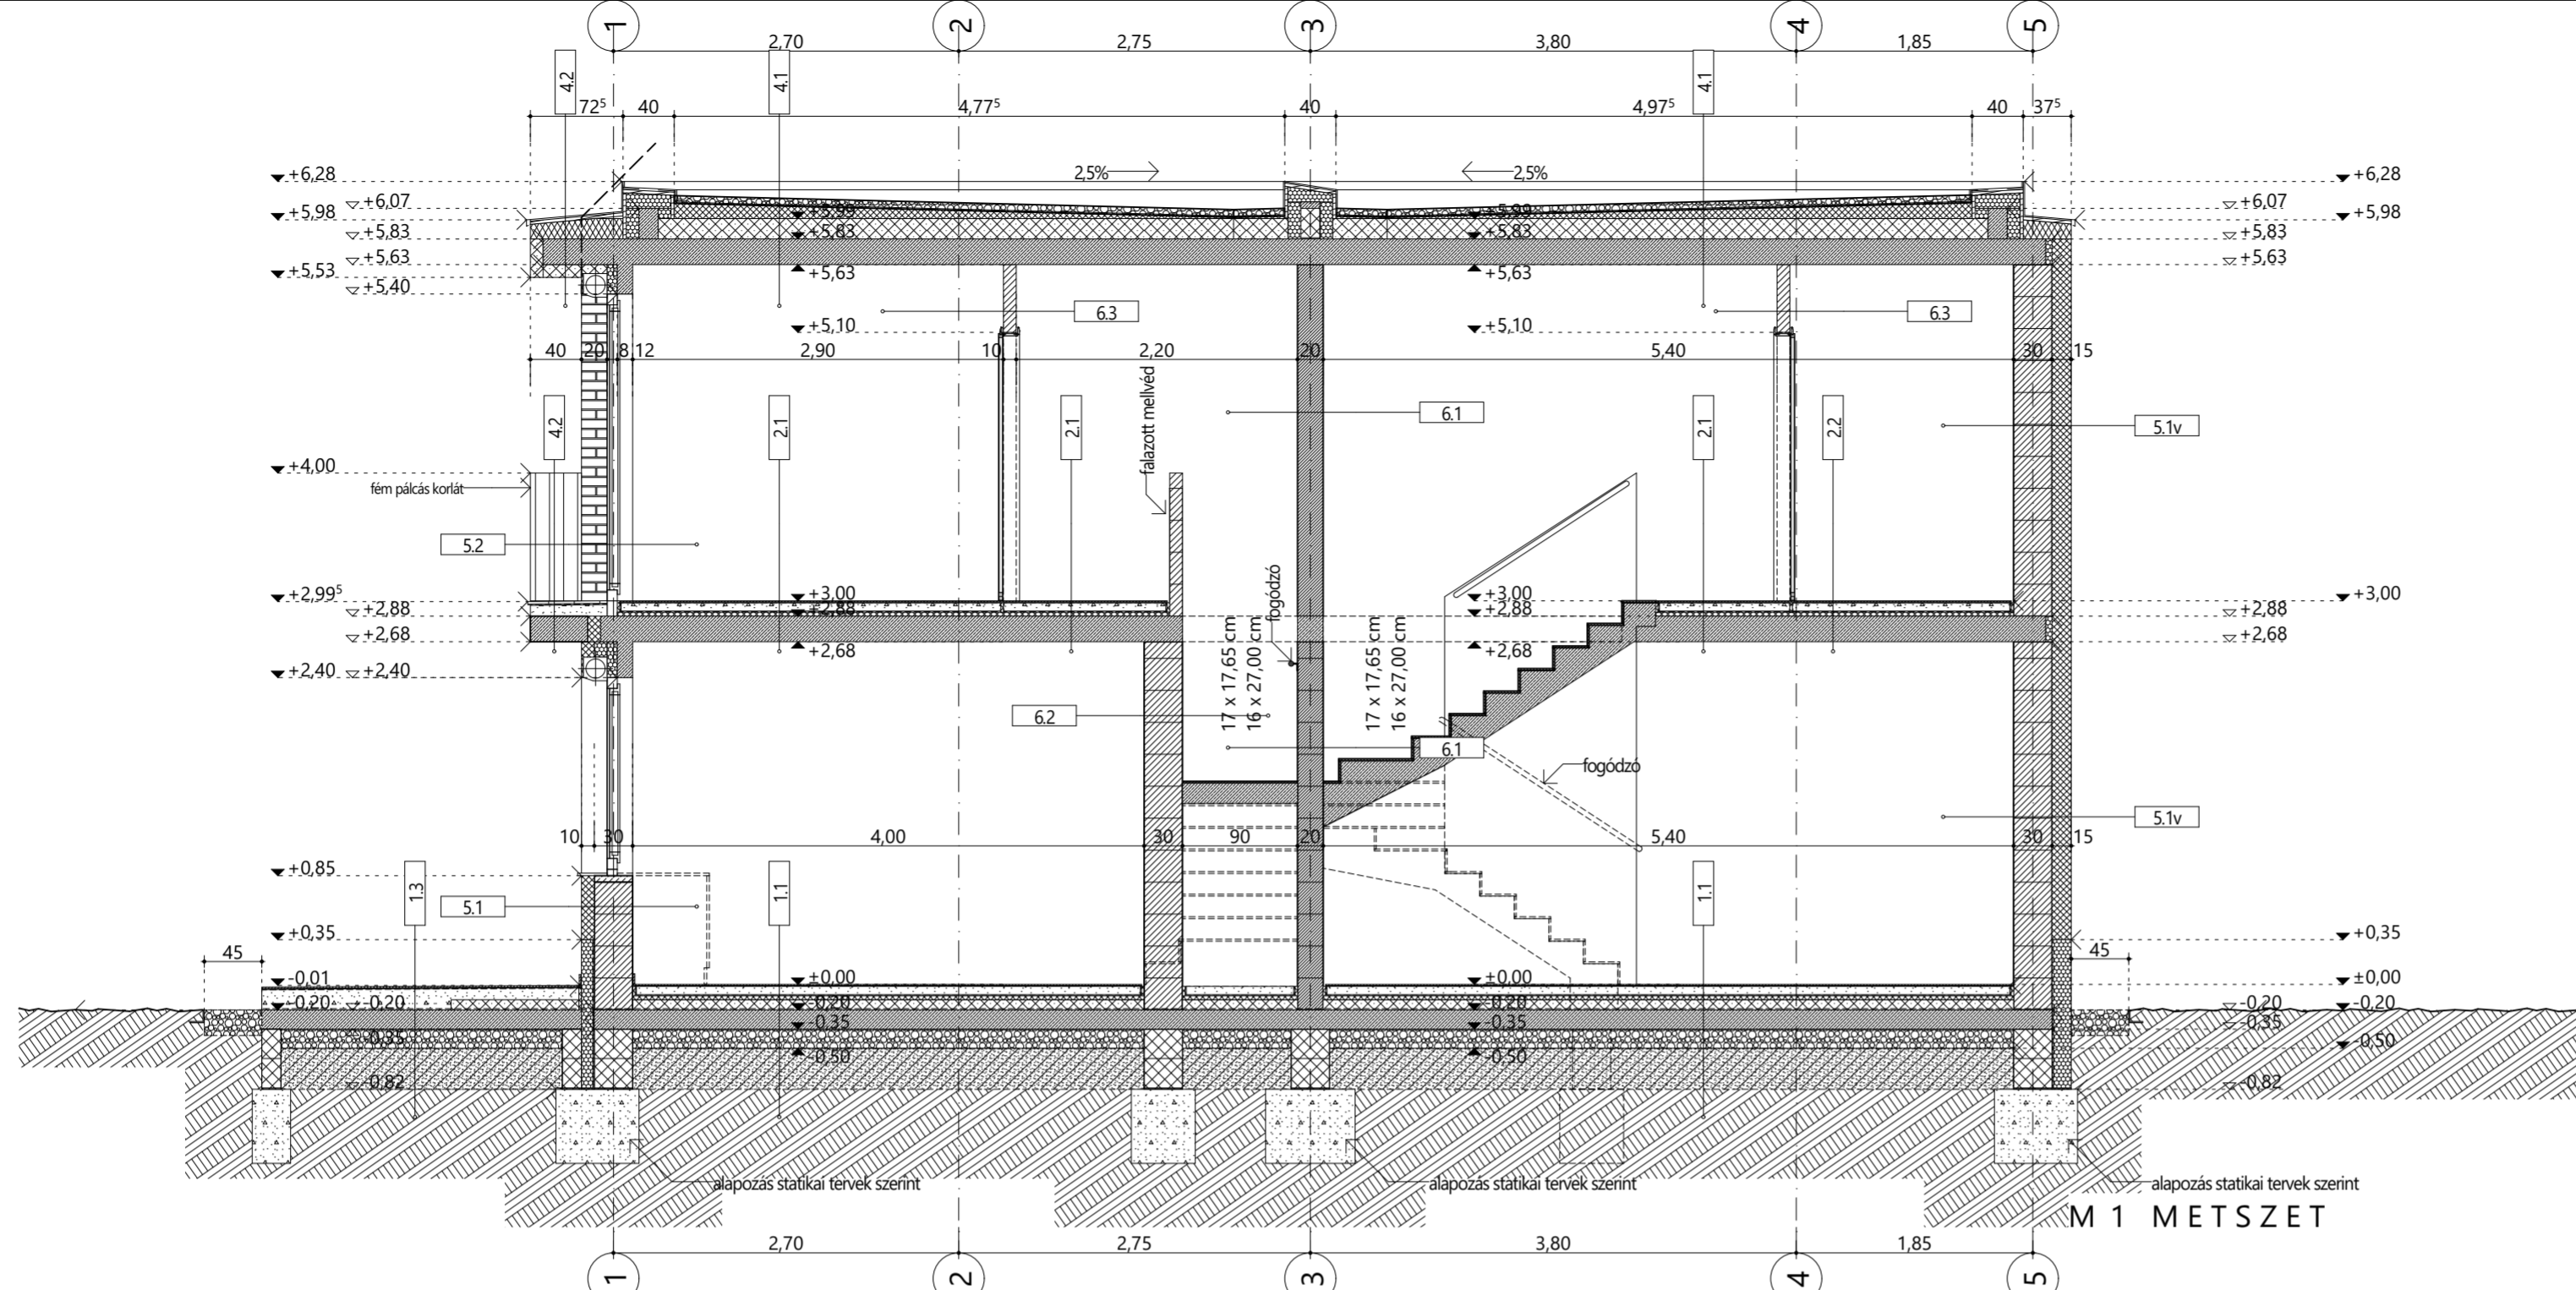 1 2 3 4 5
2,70 2,75 3,80 1,85
4.2 4.1 4.1
72⁵ 40 4,77⁵ 40 4,97⁵ 40 37⁵
2,5% 2,5%
+6,28 +6,28
+6,07 +6,07
+5,98 +5,99 +5,99 +5,98
+5,83 +5,83 +5,83 +5,83
+5,63 +5,63 +5,63 +5,63
+5,53
+5,40
6.3 6.3
+5,10 +5,10
40 20 8 12 2,90 10 2,20 20 5,40 30 15
4.2 2.1 2.1 falazott mellvéd 6.1 2.1 2.2 5.1v
+4,00
fém pálcás korlát
5.2
fogódzó
+2,99⁵ +3,00 +3,00 +3,00
+2,88 +2,88 +2,88 +2,88
+2,68 +2,68 +2,68 +2,68
+2,40 +2,40
17 x 17,65 cm
16 x 27,00 cm
17 x 17,65 cm
16 x 27,00 cm
6.2
6.1
fogódzó
5.1v
10 30 4,00 30 90 20 5,40 30 15
+0,85
1.3 5.1 1.1 1.1
+0,35 +0,35
45 45
-0,01 ±0,00 ±0,00 ±0,00
-0,20 -0,20 -0,20 -0,20 -0,20 -0,20
-0,35 -0,35 -0,35 -0,35
-0,50 -0,50 -0,50
-0,82 -0,82
alapozás statikai tervek szerint alapozás statikai tervek szerint alapozás statikai tervek szerint
M 1 METSZET
2,70 2,75 3,80 1,85
1 2 3 4 5